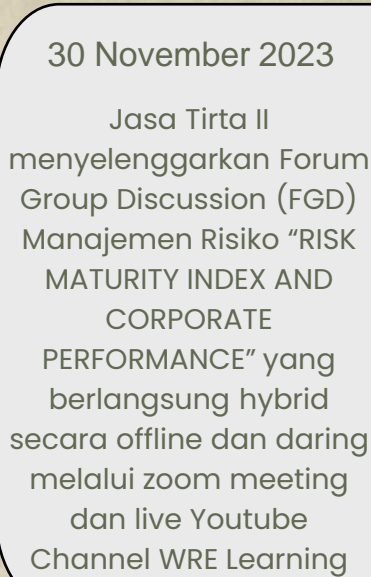 30 November 2023
Jasa Tirta II
menyelenggarkan Forum
Group Discussion (FGD)
Manajemen Risiko “RISK
MATURITY INDEX AND
CORPORATE
PERFORMANCE” yang
berlangsung hybrid
secara offline dan daring
melalui zoom meeting
dan live Youtube
Channel WRE Learning